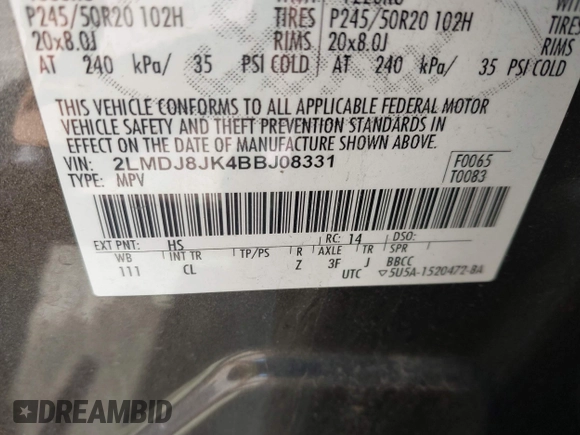 P245/50R20 102H TIRES P245/50R20 102H TIRES
20x8.0J RIMS 20x8.0J RIMS
AT 240 kPa/ 35 PSI COLD AT 240 kPa/ 35 PSI COLD
THIS VEHICLE CONFORMS TO ALL APPLICABLE FEDERAL MOTOR
VEHICLE SAFETY AND THEFT PREVENTION STANDARDS IN
EFFECT ON THE DATE OF MANUFACTURE SHOWN ABOVE.
VIN: 2LMDJ8JK4BBJ08331 F0065
TYPE: MPV T0083
EXT PNT: HS RC: 14 DSO:
WB INT TR TP/PS R AXLE TR SPR
111 CL Z 3F J BBCC
UTC ▽5U5A-1520472-BA
DREAMBID